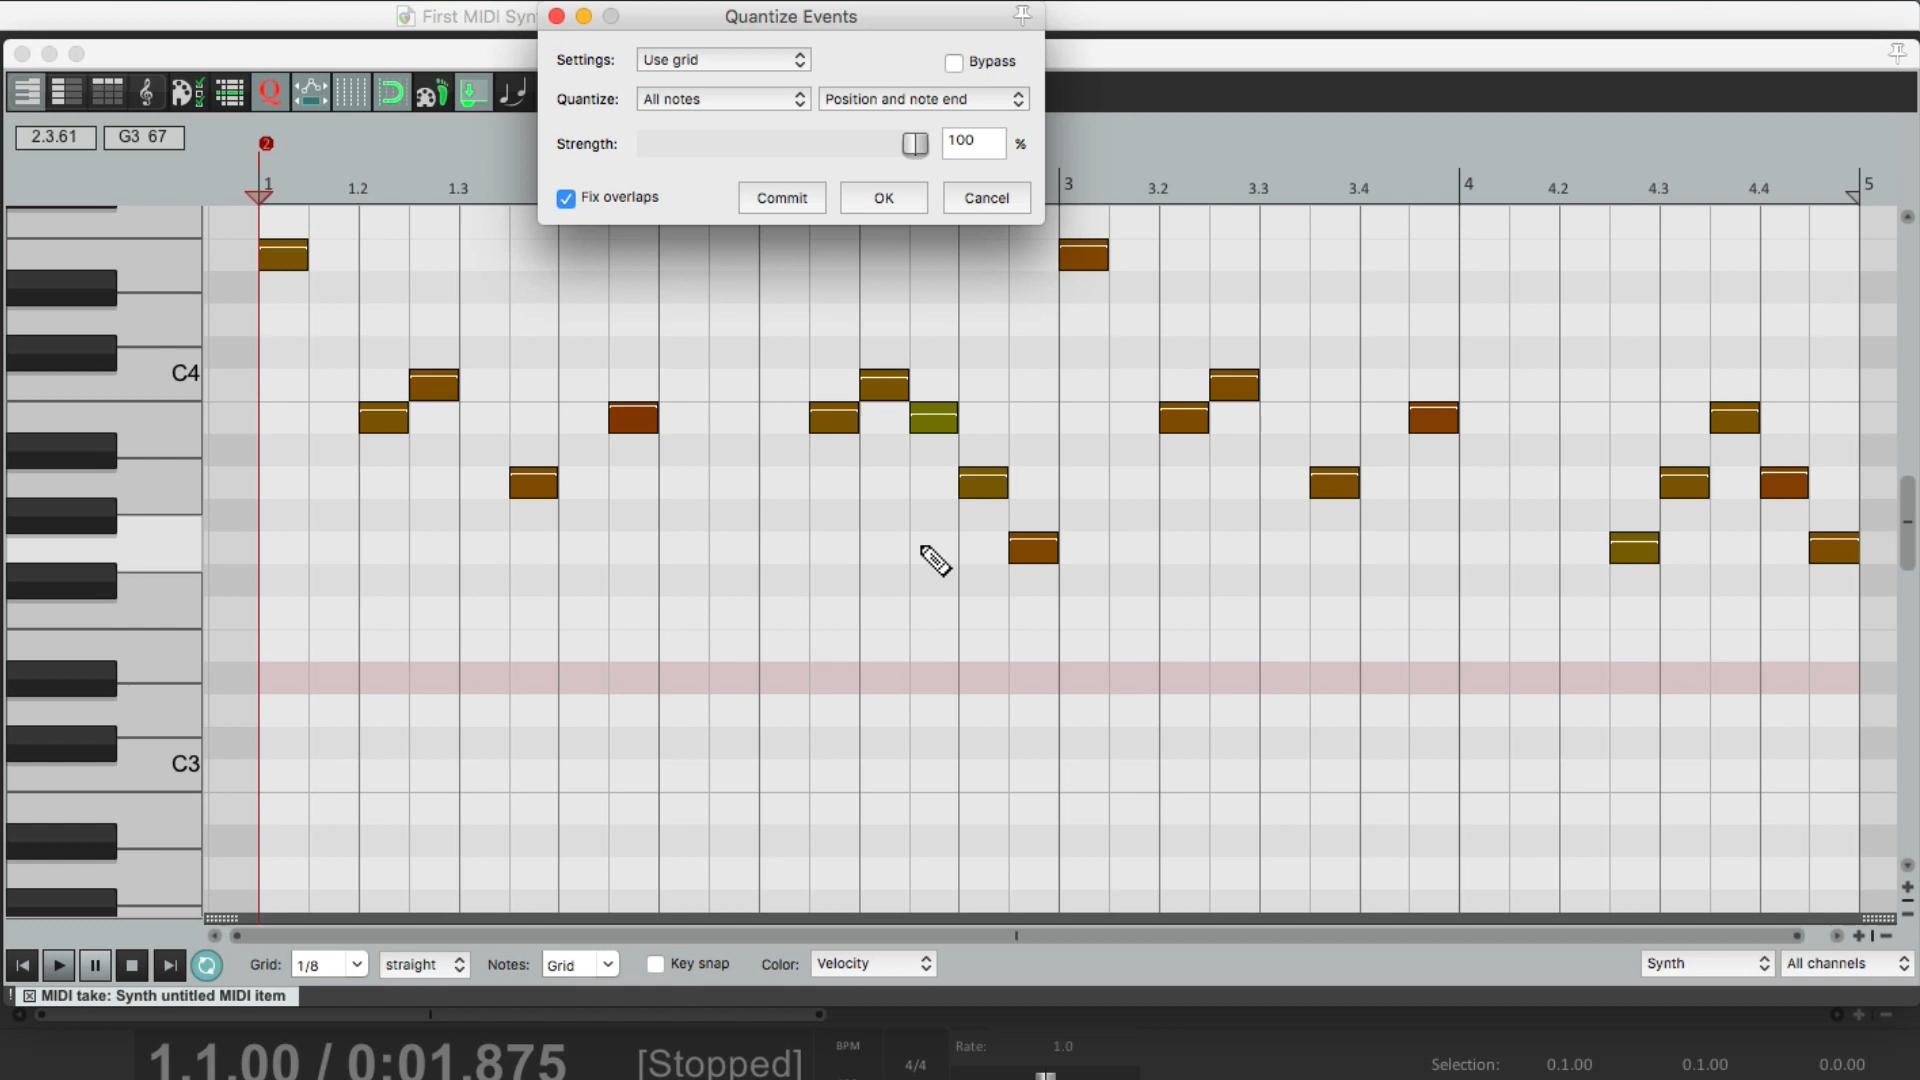 First MIDI Syn
Quantize Events
Settings: Use grid
Bypass
Quantize: All notes Position and note end
Strength: 100 %
Fix overlaps Commit OK Cancel
2.3.61 G3 67
2
1 1.2 1.3 3 3.2 3.3 3.4 4 4.2 4.3 4.4 5
Q
C4
C3
Grid: 1/8 straight Notes: Grid Key snap Color: Velocity Synth All channels
! MIDI take: Synth untitled MIDI item
1.1.00 / 0:01.875 [Stopped] BPM 4/4 Rate: 1.0 Selection: 0.1.00 0.1.00 0.0.00